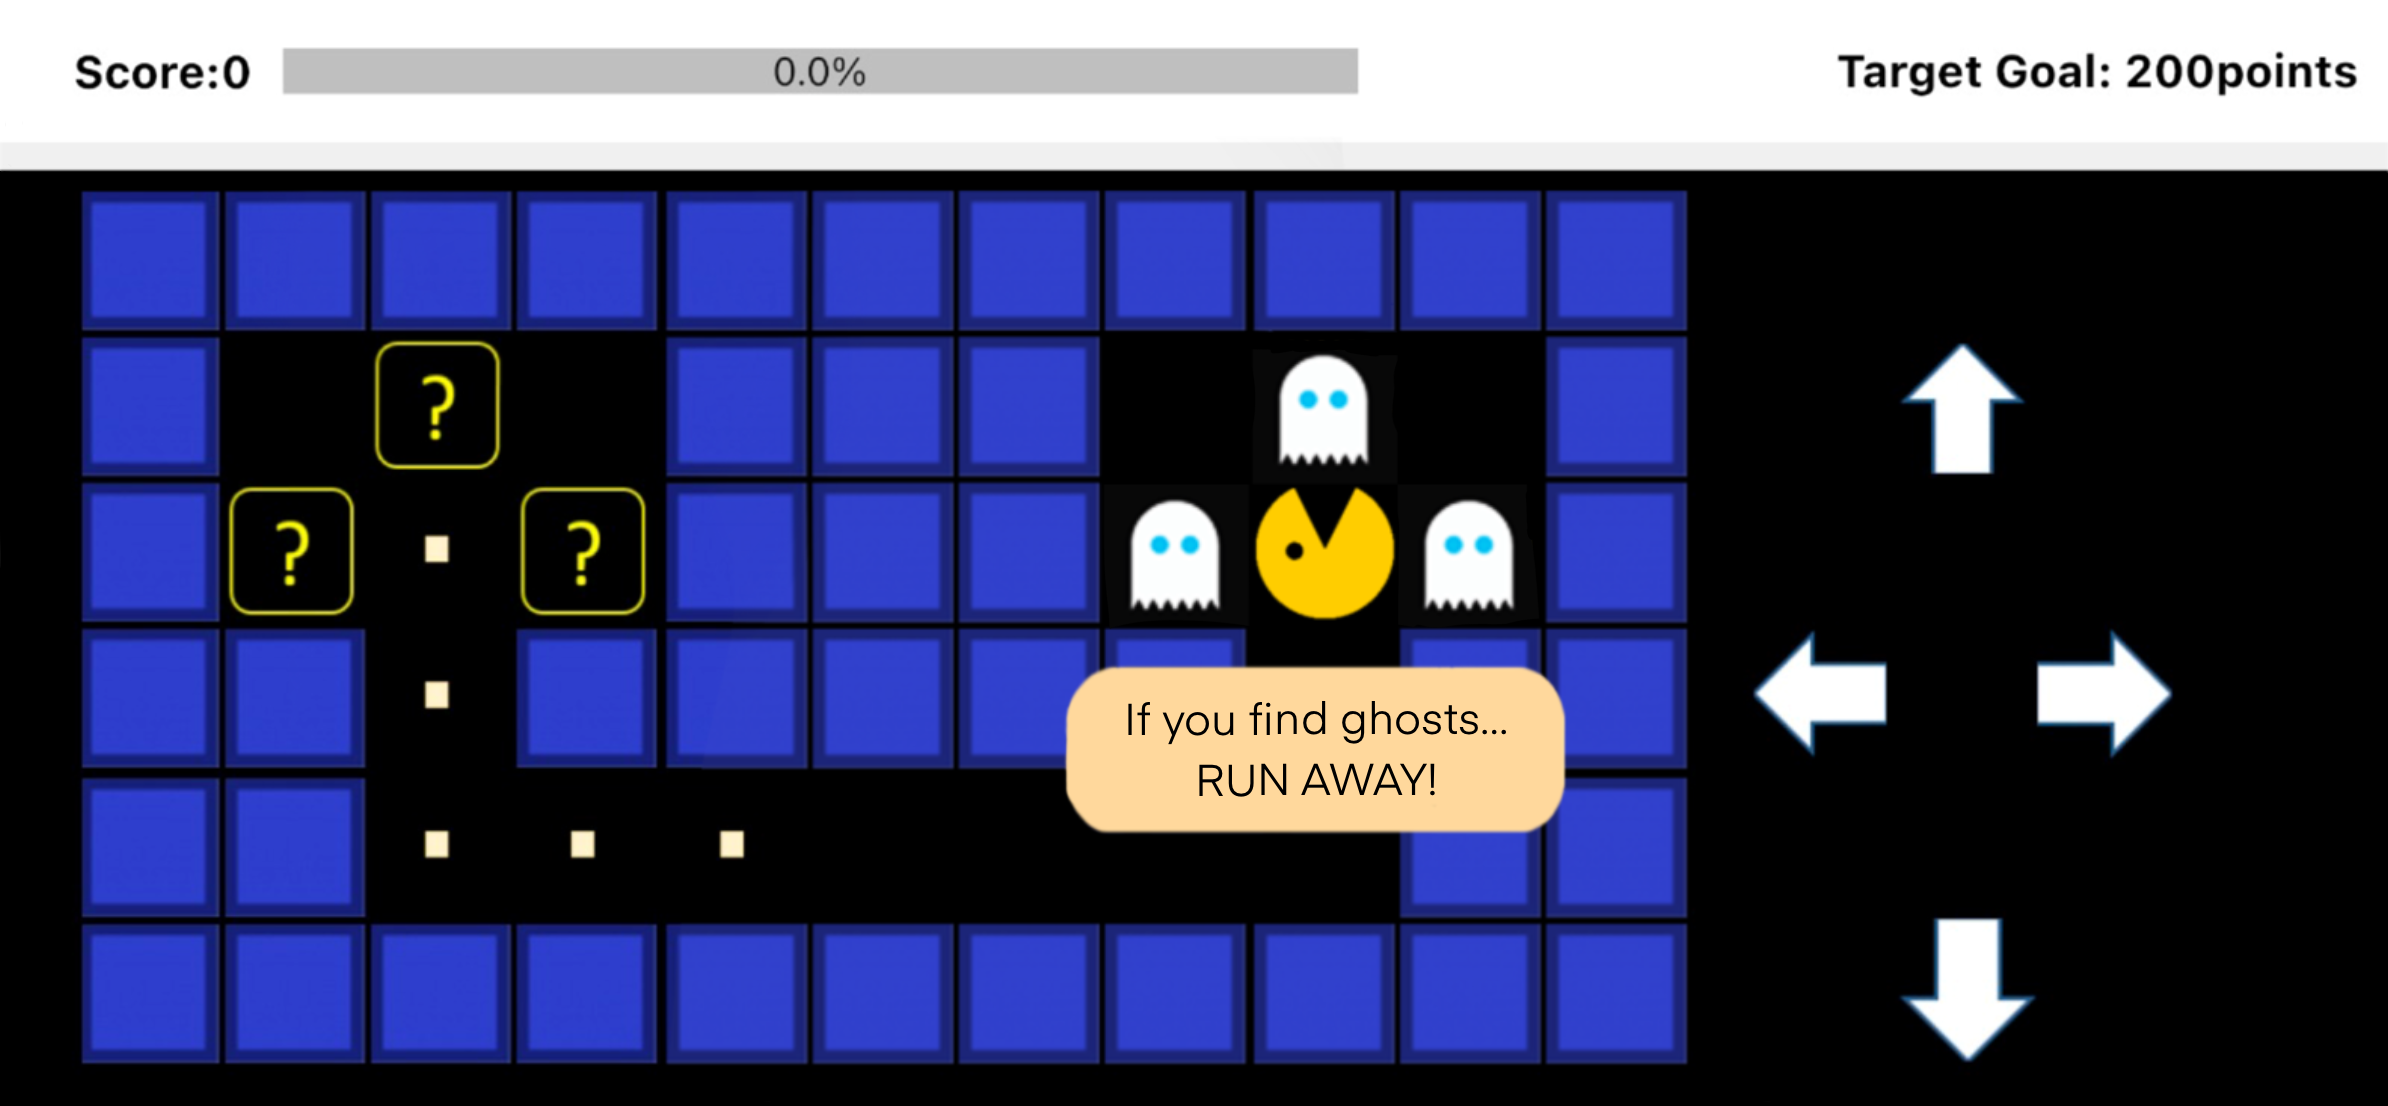 Score:0
0.0%
Target Goal: 200points
?
? ?
If you find ghosts...
RUN AWAY!